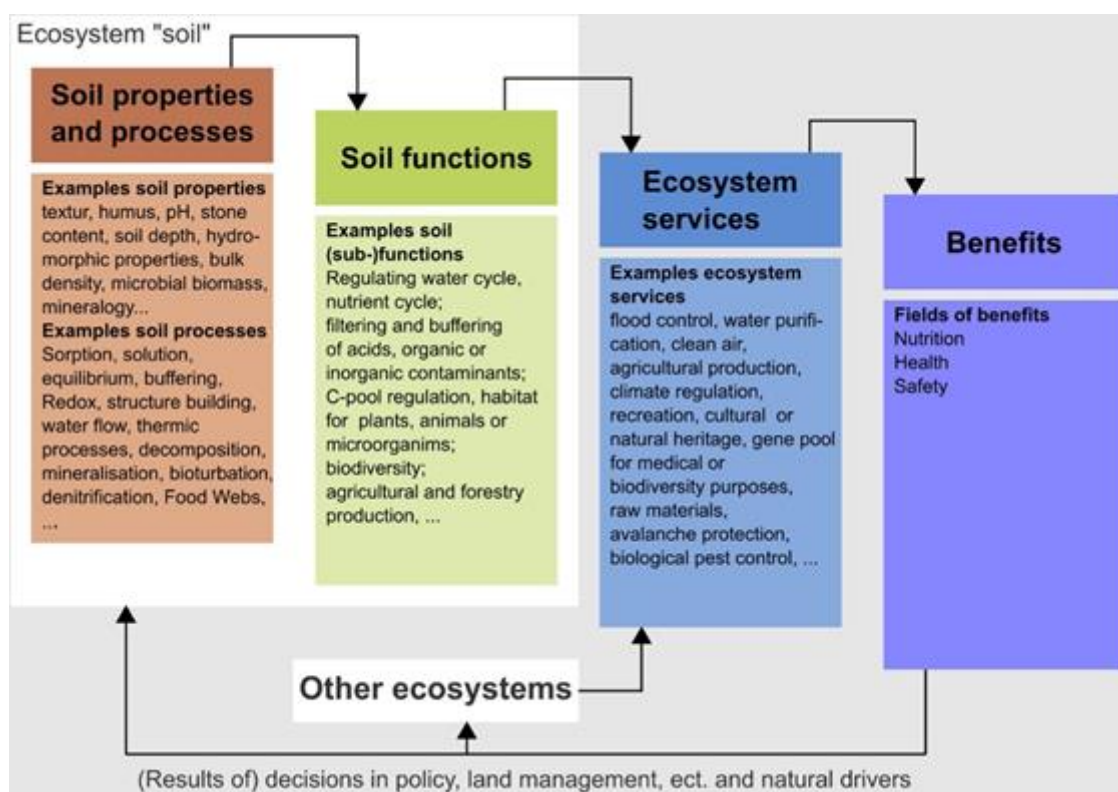 Ecosystem "soil"
Soil properties
and processes
Examples soil properties
textur, humus, pH, stone
content, soil depth, hydro-
morphic properties, bulk
density, microbial biomass,
mineralogy...
Examples soil processes
Sorption, solution,
equilibrium, buffering,
Redox, structure building,
water flow, thermic
processes, decomposition,
mineralisation, bioturbation,
denitrification, Food Webs,
...
Soil functions
Examples soil
(sub-)functions
Regulating water cycle,
nutrient cycle;
filtering and buffering
of acids, organic or
inorganic contaminants;
C-pool regulation, habitat
for plants, animals or
microorganims;
biodiversity;
agricultural and forestry
production, ...
Ecosystem
services
Examples ecosystem
services
flood control, water purifi-
cation, clean air,
agricultural production,
climate regulation,
recreation, cultural or
natural heritage, gene pool
for medical or
biodiversity purposes,
raw materials,
avalanche protection,
biological pest control, ...
Benefits
Fields of benefits
Nutrition
Health
Safety
Other ecosystems
(Results of) decisions in policy, land management, ect. and natural drivers